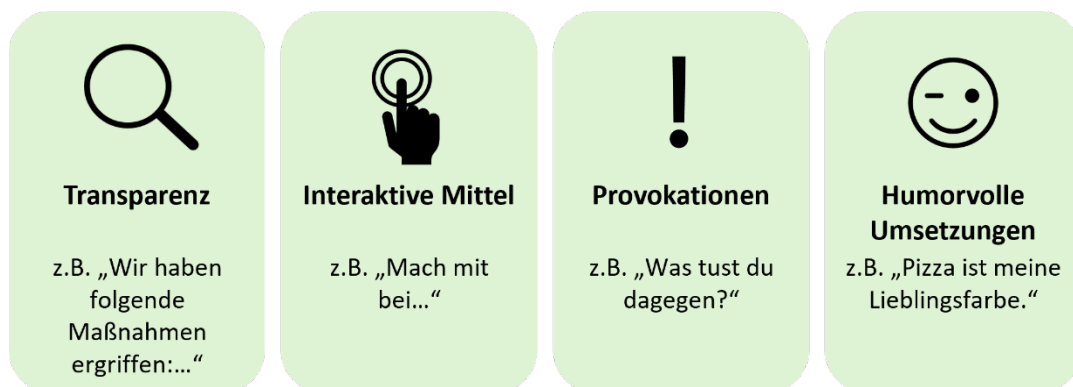 Transparenz
z.B. „Wir haben
folgende
Maßnahmen
ergriffen:...“
Interaktive Mittel
z.B. „Mach mit
bei...“
Provokationen
z.B. „Was tust du
dagegen?“
Humorvolle
Umsetzungen
z.B. „Pizza ist meine
Lieblingsfarbe.“